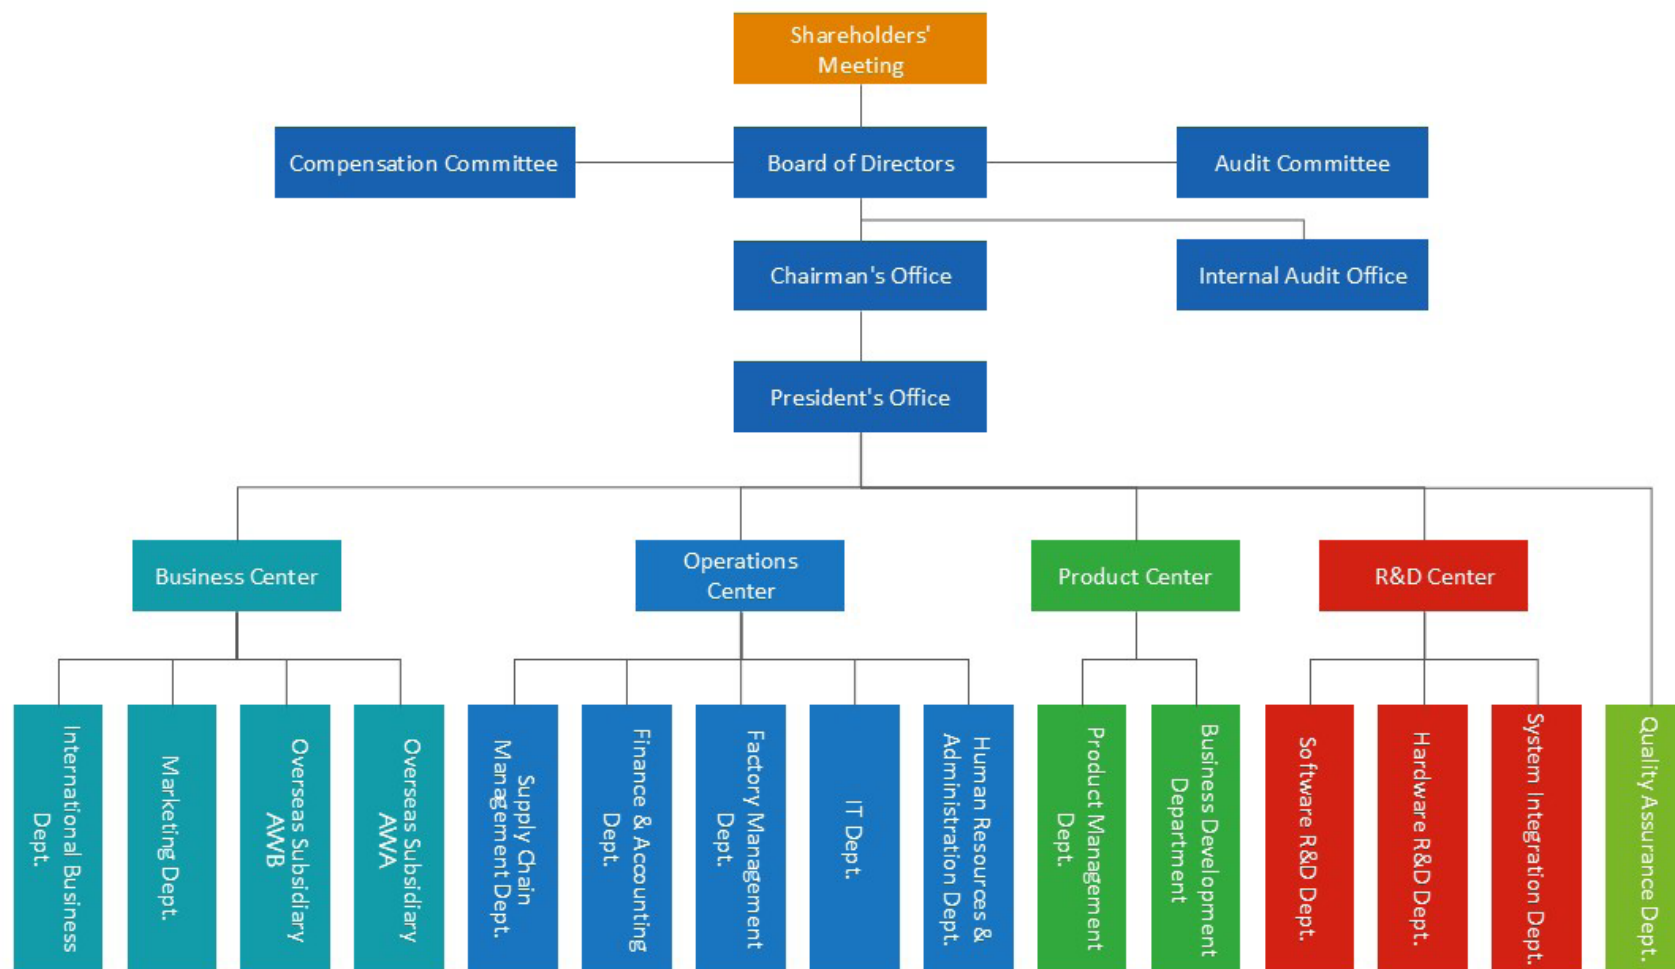 Shareholders'
Meeting
Compensation Committee
Board of Directors
Audit Committee
Chairman's Office
Internal Audit Office
President's Office
Business Center
Operations
Center
Product Center
R&D Center
International Business
Dept.
Marketing Dept.
Overseas Subsidiary
AWB
Overseas Subsidiary
AWA
Supply Chain
Management Dept.
Finance & Accounting
Dept.
Factory Management
Dept.
IT Dept.
Human Resources &
Administration Dept.
Product Management
Dept.
Business Development
Department
Software R&D Dept.
Hardware R&D Dept.
System Integration Dept.
Quality Assurance Dept.